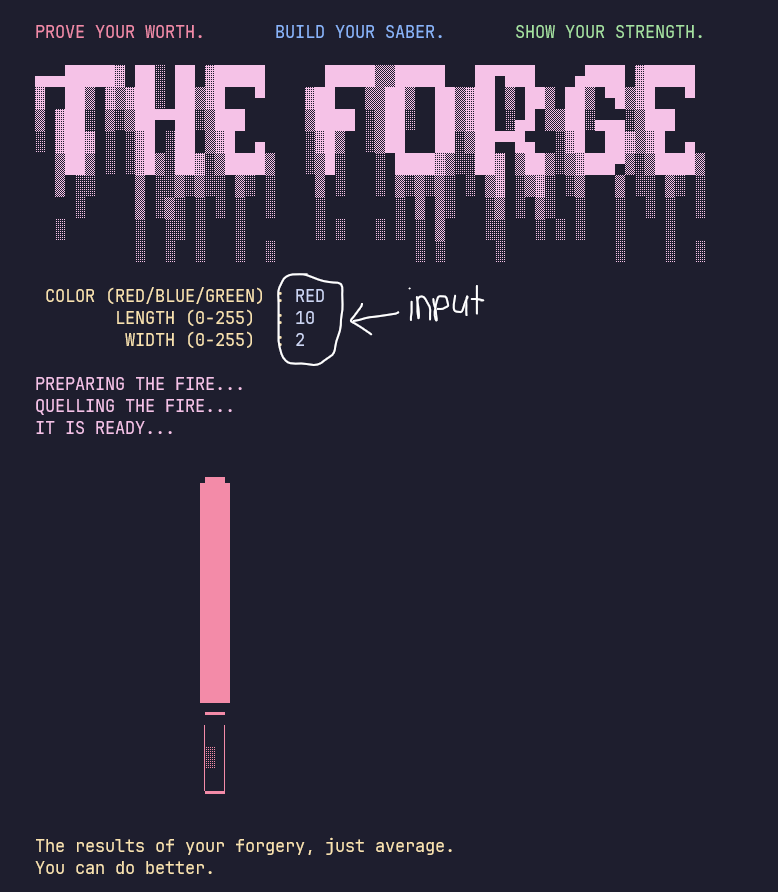 PROVE YOUR WORTH. BUILD YOUR SABER. SHOW YOUR STRENGTH.
THE FORGE
COLOR (RED/BLUE/GREEN) : RED
LENGTH (0-255) : 10
WIDTH (0-255) : 2
input
PREPARING THE FIRE...
QUELLING THE FIRE...
IT IS READY...
The results of your forgery, just average.
You can do better.